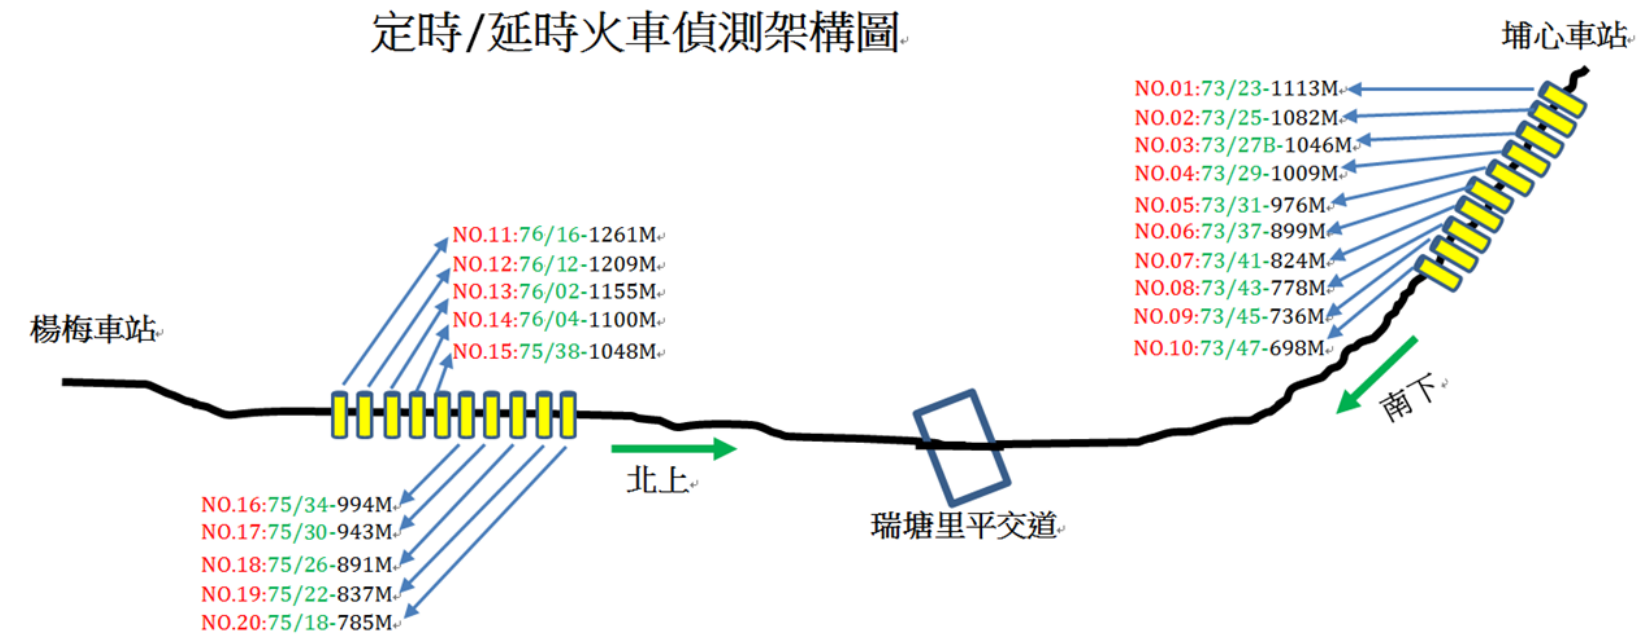 定時/延時火車偵測架構圖
埔心車站
NO.01:73/23-1113M
NO.02:73/25-1082M
NO.03:73/27B-1046M
NO.04:73/29-1009M
NO.05:73/31-976M
NO.06:73/37-899M
NO.07:73/41-824M
NO.08:73/43-778M
NO.09:73/45-736M
NO.10:73/47-698M
NO.11:76/16-1261M
NO.12:76/12-1209M
NO.13:76/02-1155M
NO.14:76/04-1100M
NO.15:75/38-1048M
楊梅車站
南下
北上
瑞塘里平交道
NO.16:75/34-994M
NO.17:75/30-943M
NO.18:75/26-891M
NO.19:75/22-837M
NO.20:75/18-785M